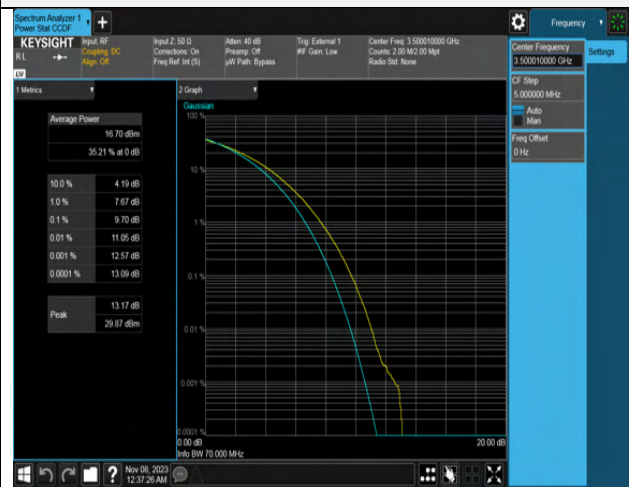 Spectrum Analyzer 1
Power Stat CCDF
Frequency
KEYSIGHT
RL
Input: RF
Coupling: DC
Align: Off
Input Z: 50 Ω
Corrections: On
Freq Ref: Int (S)
Atten: 40 dB
Preamp: Off
µW Path: Bypass
Trig: External 1
#IF Gain: Low
Center Freq: 3.500010000 GHz
Counts: 2.00 M/2.00 Mpt
Radio Std: None
Center Frequency
3.500010000 GHz
Settings
CF Step
5.000000 MHz
Auto
Man
Freq Offset
0 Hz
1 Metrics
Average Power
16.70 dBm
35.21 % at 0 dB
10.0 % 4.19 dB
1.0 % 7.67 dB
0.1 % 9.70 dB
0.01 % 11.05 dB
0.001 % 12.57 dB
0.0001 % 13.09 dB
Peak
13.17 dB
29.87 dBm
2 Graph
Gaussian
100 %
10 %
1 %
0.1 %
0.01 %
0.001 %
0.0001 %
0.00 dB
20.00 dB
Info BW 70.000 MHz
Nov 08, 2023
12:37:26 AM